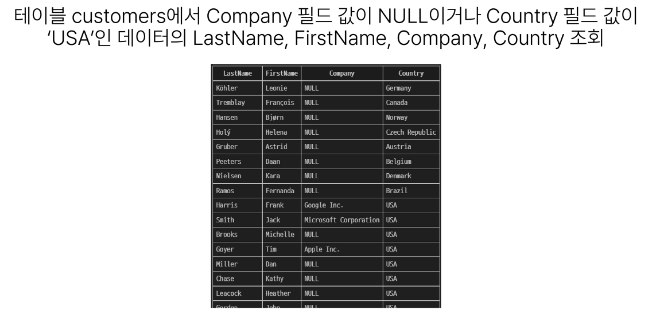 테이블 customers에서 Company 필드 값이 NULL이거나 Country 필드 값이
‘USA’인 데이터의 LastName, FirstName, Company, Country 조회
LastName FirstName Company Country
Köhler Leonie NULL Germany
Tremblay François NULL Canada
Hansen Bjørn NULL Norway
Holý Helena NULL Czech Republic
Gruber Astrid NULL Austria
Peeters Daan NULL Belgium
Nielsen Kara NULL Denmark
Ramos Fernanda NULL Brazil
Harris Frank Google Inc. USA
Smith Jack Microsoft Corporation USA
Brooks Michelle NULL USA
Goyer Tim Apple Inc. USA
Miller Dan NULL USA
Chase Kathy NULL USA
Leacock Heather NULL USA
Gordon John NULL USA